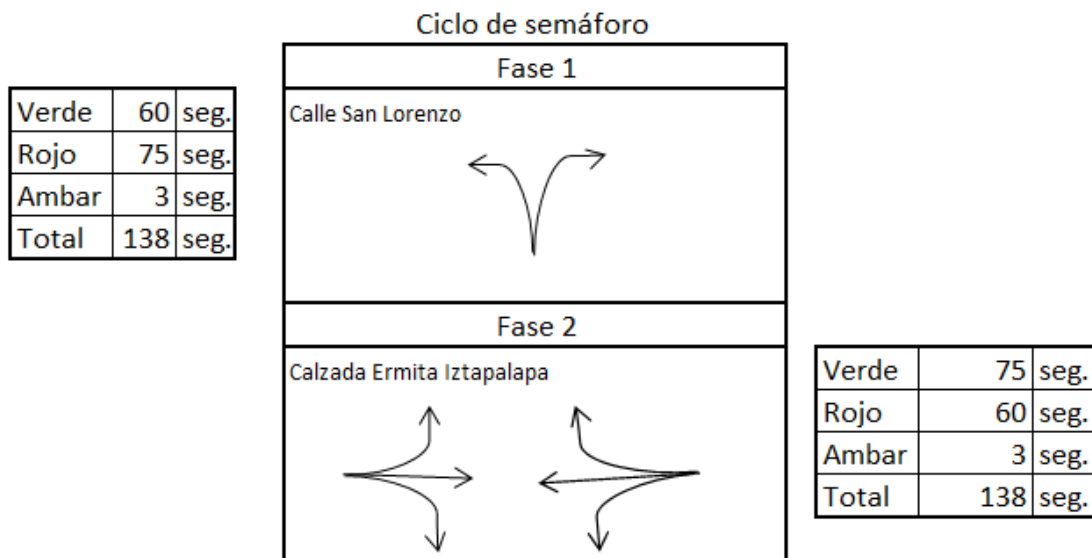 Ciclo de semáforo
Fase 1
Verde 60 seg.
Rojo 75 seg.
Ambar 3 seg.
Total 138 seg.
Calle San Lorenzo
Fase 2
Calzada Ermita Iztapalapa
Verde 75 seg.
Rojo 60 seg.
Ambar 3 seg.
Total 138 seg.